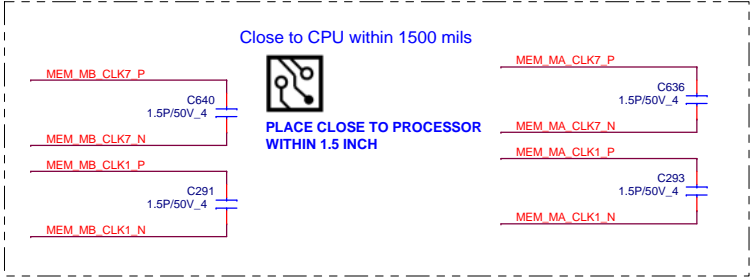 Close to CPU within 1500 mils
MEM_MB_CLK7_P
C640
1.5P/50V_4
MEM_MB_CLK7_N
MEM_MB_CLK1_P
C291
1.5P/50V_4
MEM_MB_CLK1_N
PLACE CLOSE TO PROCESSOR
WITHIN 1.5 INCH
MEM_MA_CLK7_P
C636
1.5P/50V_4
MEM_MA_CLK7_N
MEM_MA_CLK1_P
C293
1.5P/50V_4
MEM_MA_CLK1_N